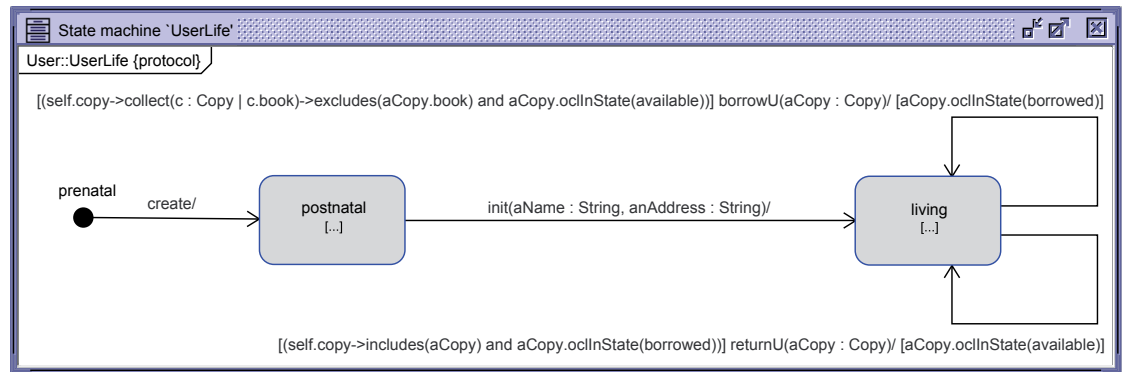 State machine `UserLife'
User::UserLife {protocol}
[(self.copy->collect(c : Copy | c.book)->excludes(aCopy.book) and aCopy.oclInState(available))] borrowU(aCopy : Copy)/ [aCopy.oclInState(borrowed)]
prenatal
create/
postnatal
[...]
init(aName : String, anAddress : String)/
living
[...]
[(self.copy->includes(aCopy) and aCopy.oclInState(borrowed))] returnU(aCopy : Copy)/ [aCopy.oclInState(available)]